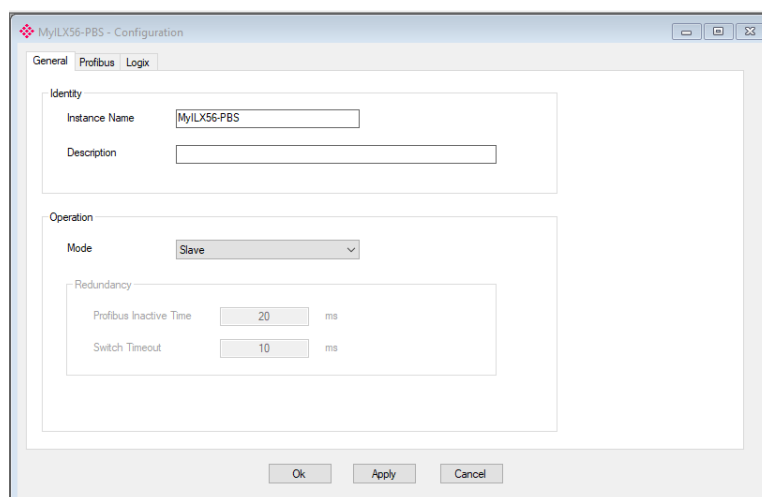 MyILX56-PBS - Configuration
General Profibus Logix
Identity
Instance Name MyILX56-PBS
Description
Operation
Mode Slave
Redundancy
Profibus Inactive Time 20 ms
Switch Timeout 10 ms
Ok Apply Cancel